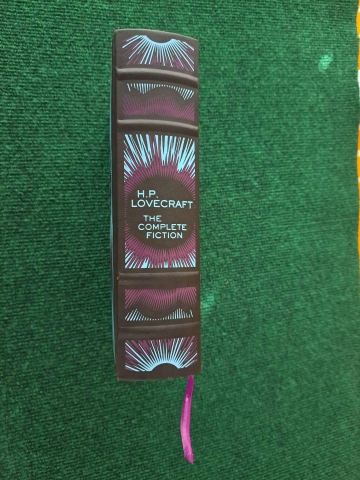 H.P.
LOVECRAFT
THE
COMPLETE
FICTION